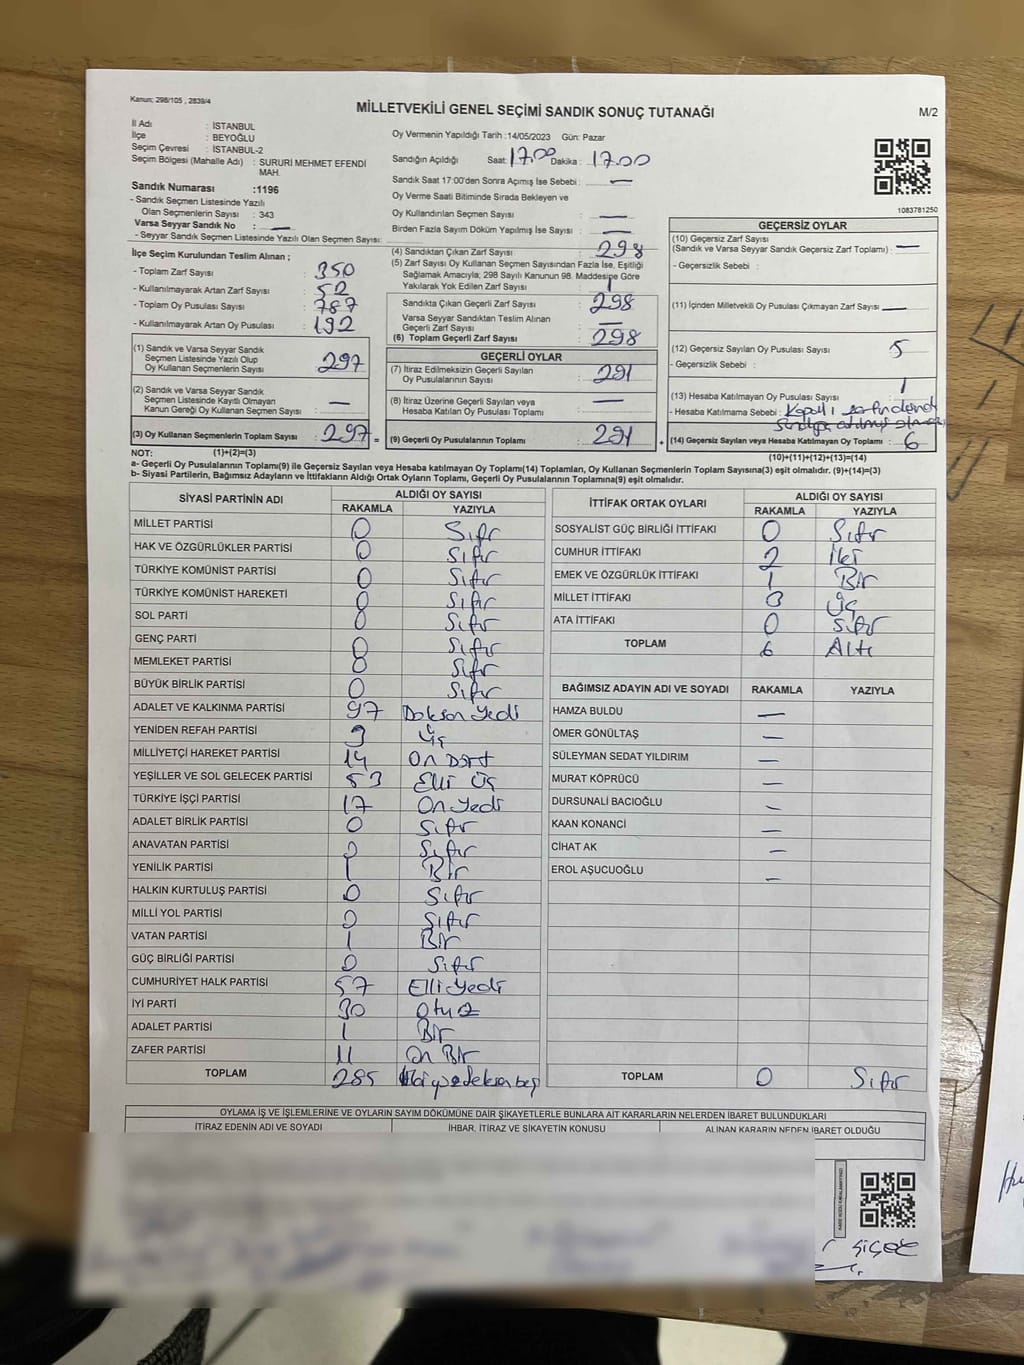 Kanun: 298/105 , 2839/4
MİLLETVEKİLİ GENEL SEÇİMİ SANDIK SONUÇ TUTANAĞI
M/2
İl Adı : İSTANBUL
İlçe : BEYOĞLU
Seçim Çevresi : İSTANBUL-2
Seçim Bölgesi (Mahalle Adı) : SURURİ MEHMET EFENDİ
MAH.
Sandık Numarası :1196
- Sandık Seçmen Listesinde Yazılı
Olan Seçmenlerin Sayısı : 343
Varsa Seyyar Sandık No : —
- Seyyar Sandık Seçmen Listesinde Yazılı Olan Seçmen Sayısı:
Oy Vermenin Yapıldığı Tarih :14/05/2023 Gün: Pazar
Sandığın Açıldığı Saat: 17.00 Dakika : 17.00
Sandık Saat 17:00'den Sonra Açımış İse Sebebi : —
Oy Verme Saati Bitiminde Sırada Bekleyen ve
Oy Kullandırılan Seçmen Sayısı : —
Birden Fazla Sayım Döküm Yapılmış İse Sayısı : —
1083781250
İlçe Seçim Kurulundan Teslim Alınan ;
- Toplam Zarf Sayısı : 350
- Kullanılmayarak Artan Zarf Sayısı : 52
- Toplam Oy Pusulası Sayısı : 787
- Kullanılmayarak Artan Oy Pusulası : 192
(1) Sandık ve Varsa Seyyar Sandık
Seçmen Listesinde Yazılı Olup
Oy Kullanan Seçmenlerin Sayısı : 297
(2) Sandık ve Varsa Seyyar Sandık
Seçmen Listesinde Kayıtlı Olmayan
Kanun Gereği Oy Kullanan Seçmen Sayısı : —
(3) Oy Kullanan Seçmenlerin Toplam Sayısı : 297 =
(4) Sandıktan Çıkan Zarf Sayısı : 298
(5) Zarf Sayısı Oy Kullanan Seçmen Sayısından Fazla İse, Eşitliği
Sağlamak Amacıyla; 298 Sayılı Kanunun 98. Maddesine Göre
Yakılarak Yok Edilen Zarf Sayısı : 1
Sandıkta Çıkan Geçerli Zarf Sayısı : 298
Varsa Seyyar Sandıktan Teslim Alınan
Geçerli Zarf Sayısı : —
(6) Toplam Geçerli Zarf Sayısı : 298
GEÇERLİ OYLAR
(7) İtiraz Edilmeksizin Geçerli Sayılan
Oy Pusulalarının Sayısı : 291
(8) İtiraz Üzerine Geçerli Sayılan veya
Hesaba Katılan Oy Pusulası Toplamı : —
(9) Geçerli Oy Pusulalarının Toplamı : 291 +
GEÇERSİZ OYLAR
(10) Geçersiz Zarf Sayısı
(Sandık ve Varsa Seyyar Sandık Geçersiz Zarf Toplamı) : —
- Geçersizlik Sebebi :
(11) İçinden Milletvekili Oy Pusulası Çıkmayan Zarf Sayısı —
(12) Geçersiz Sayılan Oy Pusulası Sayısı : 5
- Geçersizlik Sebebi :
(13) Hesaba Katılmayan Oy Pusulası Sayısı : 1
- Hesaba Katılmama Sebebi : Kapalı
(14) Geçersiz Sayılan veya Hesaba Katılmayan Oy Toplamı : 6
NOT: (1)+(2)=(3) (10)+(11)+(12)+(13)=(14)
a- Geçerli Oy Pusulasının Toplamı(9) ile Geçersiz Sayılan veya Hesaba katılmayan Oy Toplamı(14) Toplamları, Oy Kullanan Seçmenlerin Toplam Sayısına(3) eşit olmalıdır. (9)+(14)=(3)
b- Siyasi Partilerin, Bağımsız Adayların ve İttifakların Aldığı Ortak Oyların Toplamı, Geçerli Oy Pusulalarının Toplamına(9) eşit olmalıdır.
SİYASİ PARTİNİN ADI ALDIĞI OY SAYISI
RAKAMLA YAZIYLA
MİLLET PARTİSİ 0 Sıfır
HAK VE ÖZGÜRLÜKLER PARTİSİ 0 Sıfır
TÜRKİYE KOMÜNİST PARTİSİ 0 Sıfır
TÜRKİYE KOMÜNİST HAREKETİ 0 Sıfır
SOL PARTİ 0 Sıfır
GENÇ PARTİ 0 Sıfır
MEMLEKET PARTİSİ 0 Sıfır
BÜYÜK BİRLİK PARTİSİ 0 Sıfır
ADALET VE KALKINMA PARTİSİ 97 Doksan Yedi
YENİDEN REFAH PARTİSİ 3 Üç
MİLLİYETÇİ HAREKET PARTİSİ 14 On Dört
YEŞİLLER VE SOL GELECEK PARTİSİ 53 Elli Üç
TÜRKİYE İŞÇİ PARTİSİ 17 On Yedi
ADALET BİRLİK PARTİSİ 0 Sıfır
ANAVATAN PARTİSİ 0 Sıfır
YENİLİK PARTİSİ 1 Bir
HALKIN KURTULUŞ PARTİSİ 0 Sıfır
MİLLİ YOL PARTİSİ 0 Sıfır
VATAN PARTİSİ 1 Bir
GÜÇ BİRLİĞİ PARTİSİ 0 Sıfır
CUMHURİYET HALK PARTİSİ 57 Elli Yedi
İYİ PARTİ 30 Otuz
ADALET PARTİSİ 1 Bir
ZAFER PARTİSİ 11 On Bir
TOPLAM 285
İTTİFAK ORTAK OYLARI ALDIĞI OY SAYISI
RAKAMLA YAZIYLA
SOSYALİST GÜÇ BİRLİĞİ İTTİFAKI 0 Sıfır
CUMHUR İTTİFAKI 2 İki
EMEK VE ÖZGÜRLÜK İTTİFAKI 1 Bir
MİLLET İTTİFAKI 3 Üç
ATA İTTİFAKI 0 Sıfır
TOPLAM 6 Altı
BAĞIMSIZ ADAYIN ADI VE SOYADI RAKAMLA YAZIYLA
HAMZA BULDU —
ÖMER GÖNÜLTAŞ —
SÜLEYMAN SEDAT YILDIRIM —
MURAT KÖPRÜCÜ —
DURSUNALİ BACIOĞLU —
KAAN KONANCİ —
CİHAT AK —
EROL AŞUCUOĞLU —
TOPLAM 0 Sıfır
OYLAMA İŞ VE İŞLEMLERİNE VE OYLARIN SAYIM DÖKÜMÜNE DAİR ŞİKAYETLERLE BUNLARA AİT KARARLARIN NELERDEN İBARET BULUNDUKLARI
İTİRAZ EDENİN ADI VE SOYADI İHBAR, İTİRAZ VE ŞİKAYETİN KONUSU ALINAN KARARIN NEDEN İBARET OLDUĞU